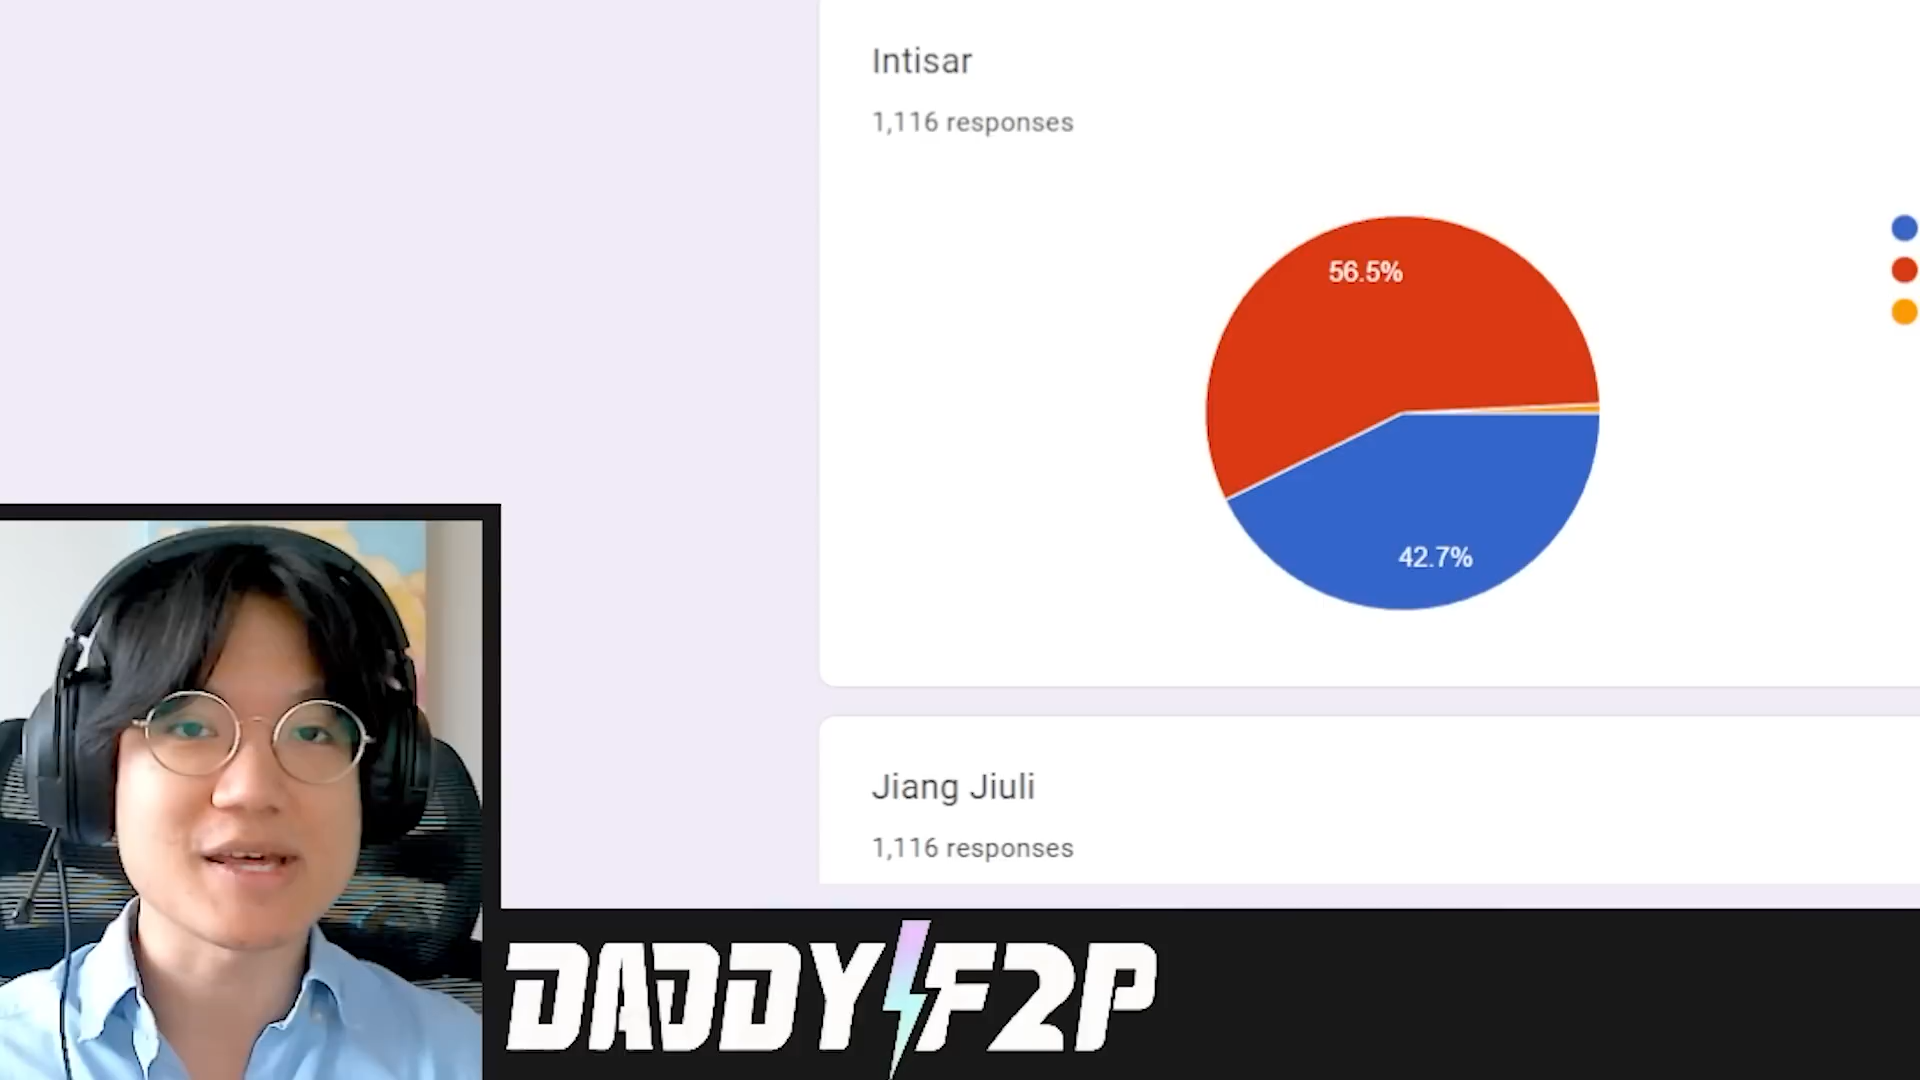 Intisar
1,116 responses
56.5%
42.7%
Jiang Jiuli
1,116 responses
DADDY F2P